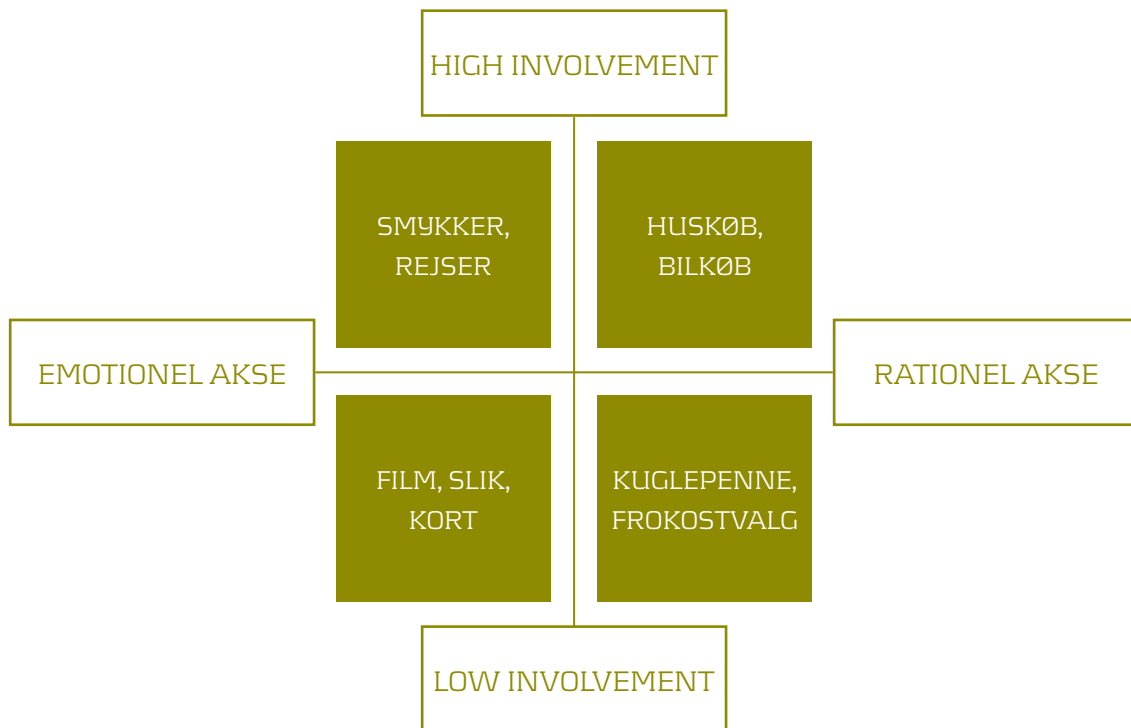 HIGH INVOLVEMENT
SMYKKER,
REJSER
HUSKØB,
BILKØB
EMOTIONEL AKSE
RATIONEL AKSE
FILM, SLIK,
KORT
KUGLEPENNE,
FROKOSTVALG
LOW INVOLVEMENT